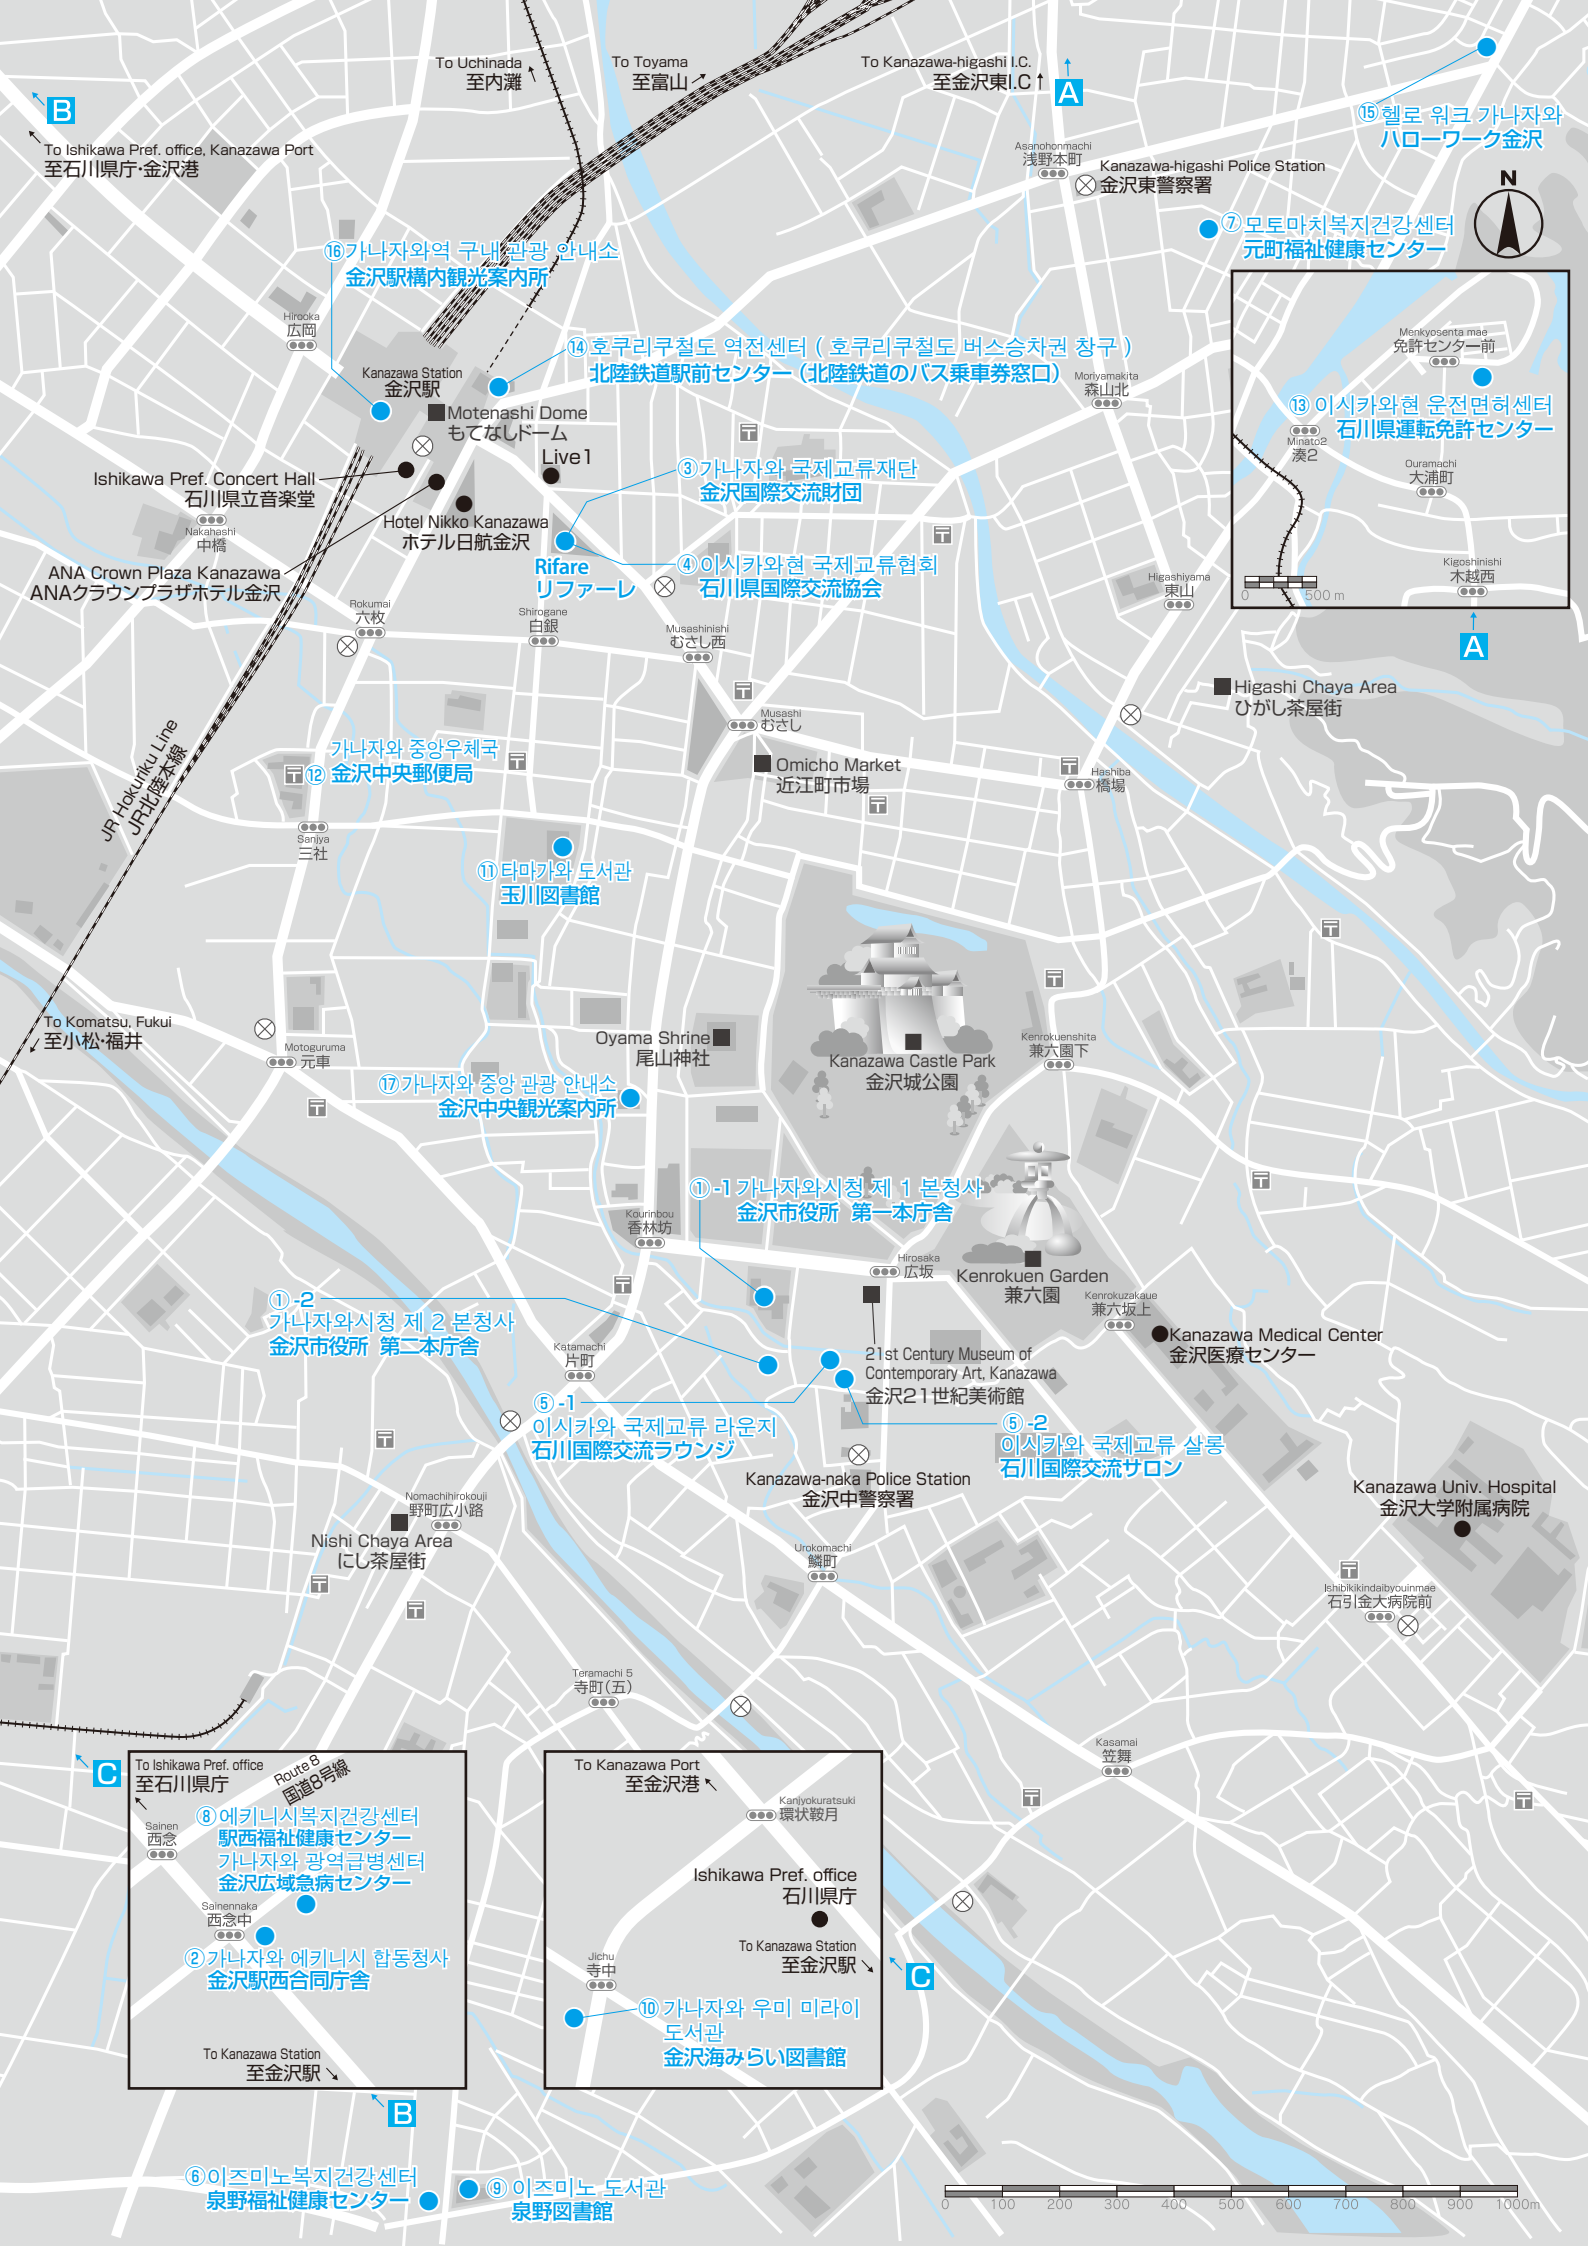 To Uchinada
至内灘
To Toyama
至富山
To Kanazawa-higashi I.C.
至金沢東I.C
A
B
To Ishikawa Pref. office, Kanazawa Port
至石川県庁・金沢港
⑮ 헬로 워크 가나자와
ハローワーク金沢
Asanohonmachi
浅野本町
Kanazawa-higashi Police Station
金沢東警察署
N
⑦ 모토마치복지건강센터
元町福祉健康センター
⑯ 가나자와역 구내 관광 안내소
金沢駅構内観光案内所
Hirooka
広岡
⑭ 호쿠리쿠철도 역전센터 ( 호쿠리쿠철도 버스승차권 창구 )
北陸鉄道駅前センター（北陸鉄道のバス乗車券窓口）
Kanazawa Station
金沢駅
Moriyamakita
森山北
Menkyosenta mae
免許センター前
⑬ 이시카와현 운전면허센터
石川県運転免許センター
Minato2
湊2
Ouramachi
大浦町
Kigoshinishi
木越西
0 500 m
A
Motenashi Dome
もてなしドーム
Live1
Ishikawa Pref. Concert Hall
石川県立音楽堂
③ 가나자와 국제교류재단
金沢国際交流財団
Nakahashi
中橋
Hotel Nikko Kanazawa
ホテル日航金沢
Rifare
リファーレ
④ 이시카와현 국제교류협회
石川県国際交流協会
ANA Crown Plaza Kanazawa
ANAクラウンプラザホテル金沢
Higashiyama
東山
Rokumai
六枚
Shirogane
白銀
Musashinishi
むさし西
Higashi Chaya Area
ひがし茶屋街
Musashi
むさし
JR Hokuriku Line
JR北陸本線
가나자와 중앙우체국
⑫ 金沢中央郵便局
Omicho Market
近江町市場
Hashiba
橋場
Sanjya
三社
⑪ 타마가와 도서관
玉川図書館
To Komatsu, Fukui
至小松・福井
Motoguruma
元車
Oyama Shrine
尾山神社
Kanazawa Castle Park
金沢城公園
Kenrokuenshita
兼六園下
⑰ 가나자와 중앙 관광 안내소
金沢中央観光案内所
①-1 가나자와시청 제 1 본청사
金沢市役所 第一本庁舎
Kourinbou
香林坊
Hirosaka
広坂
Kenrokuen Garden
兼六園
Kenrokuzakaue
兼六坂上
①-2
가나자와시청 제 2 본청사
金沢市役所 第二本庁舎
Katamachi
片町
Kanazawa Medical Center
金沢医療センター
21st Century Museum of
Contemporary Art, Kanazawa
金沢21世紀美術館
⑤-1
이시카와 국제교류 라운지
石川国際交流ラウンジ
⑤-2
이시카와 국제교류 살롱
石川国際交流サロン
Kanazawa-naka Police Station
金沢中警察署
Kanazawa Univ. Hospital
金沢大学附属病院
Nomachihirokouji
野町広小路
Nishi Chaya Area
にし茶屋街
Urokomachi
鱗町
Ishibikikindaibyouinmae
石引金大病院前
Teramachi 5
寺町（五）
Kasamai
笠舞
C
To Ishikawa Pref. office
至石川県庁
Route 8
国道8号線
Sainen
西念
⑧ 에키니시복지건강센터
駅西福祉健康センター
가나자와 광역급병센터
金沢広域急病センター
Sainennaka
西念中
② 가나자와 에키니시 합동청사
金沢駅西合同庁舎
To Kanazawa Station
至金沢駅
B
To Kanazawa Port
至金沢港
Kanjyokuratsuki
環状鞍月
Ishikawa Pref. office
石川県庁
To Kanazawa Station
至金沢駅
C
Jichu
寺中
⑩ 가나자와 우미 미라이
도서관
金沢海みらい図書館
⑥ 이즈미노복지건강센터
泉野福祉健康センター
⑨ 이즈미노 도서관
泉野図書館
0 100 200 300 400 500 600 700 800 900 1000m